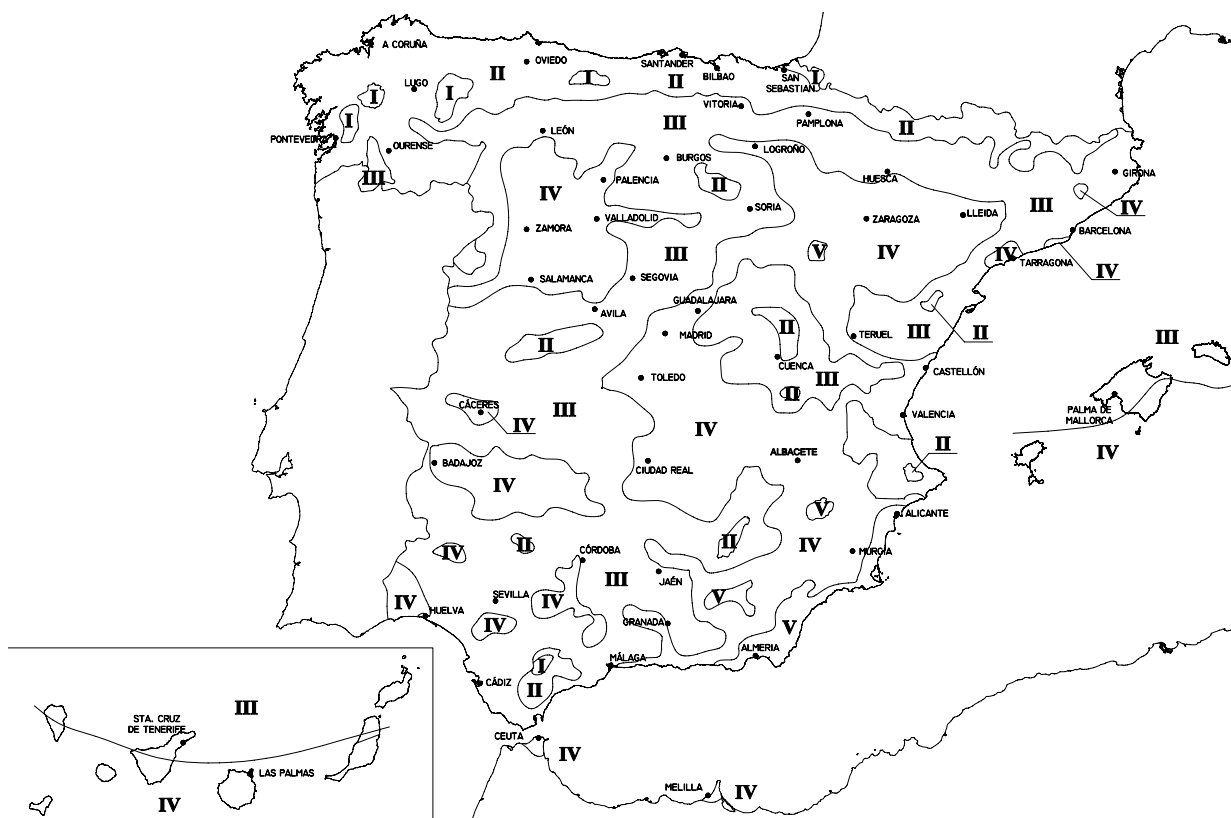 A CORUÑA
LUGO
II
OVIEDO
I
SANTANDER
II
BILBAO
SAN
SEBASTIAN
I
I
I
I
PONTEVEDRA
OURENSE
III
LEÓN
III
VITORIA
PAMPLONA
II
LOGROÑO
BURGOS
PALENCIA
IV
II
HUESCA
GIRONA
SORIA
VALLADOLID
ZAMORA
ZARAGOZA
LLEIDA
III
IV
BARCELONA
V
IV
IV
TARRAGONA
IV
III
SEGOVIA
SALAMANCA
AVILA
GUADALAJARA
MADRID
II
II
TERUEL
III
II
III
CUENCA
CASTELLÓN
TOLEDO
III
II
CÁCERES
IV
III
PALMA DE
MALLORCA
IV
VALENCIA
IV
II
BADAJOZ
IV
CIUDAD REAL
ALBACETE
V
ALICANTE
IV
II
II
IV
MURCIA
CÓRDOBA
III
JAÉN
V
IV
HUELVA
SEVILLA
IV
IV
GRANADA
V
ALMERIA
MÁLAGA
I
II
CÁDIZ
CEUTA
IV
MELILLA
IV
III
STA. CRUZ
DE TENERIFE
LAS PALMAS
IV